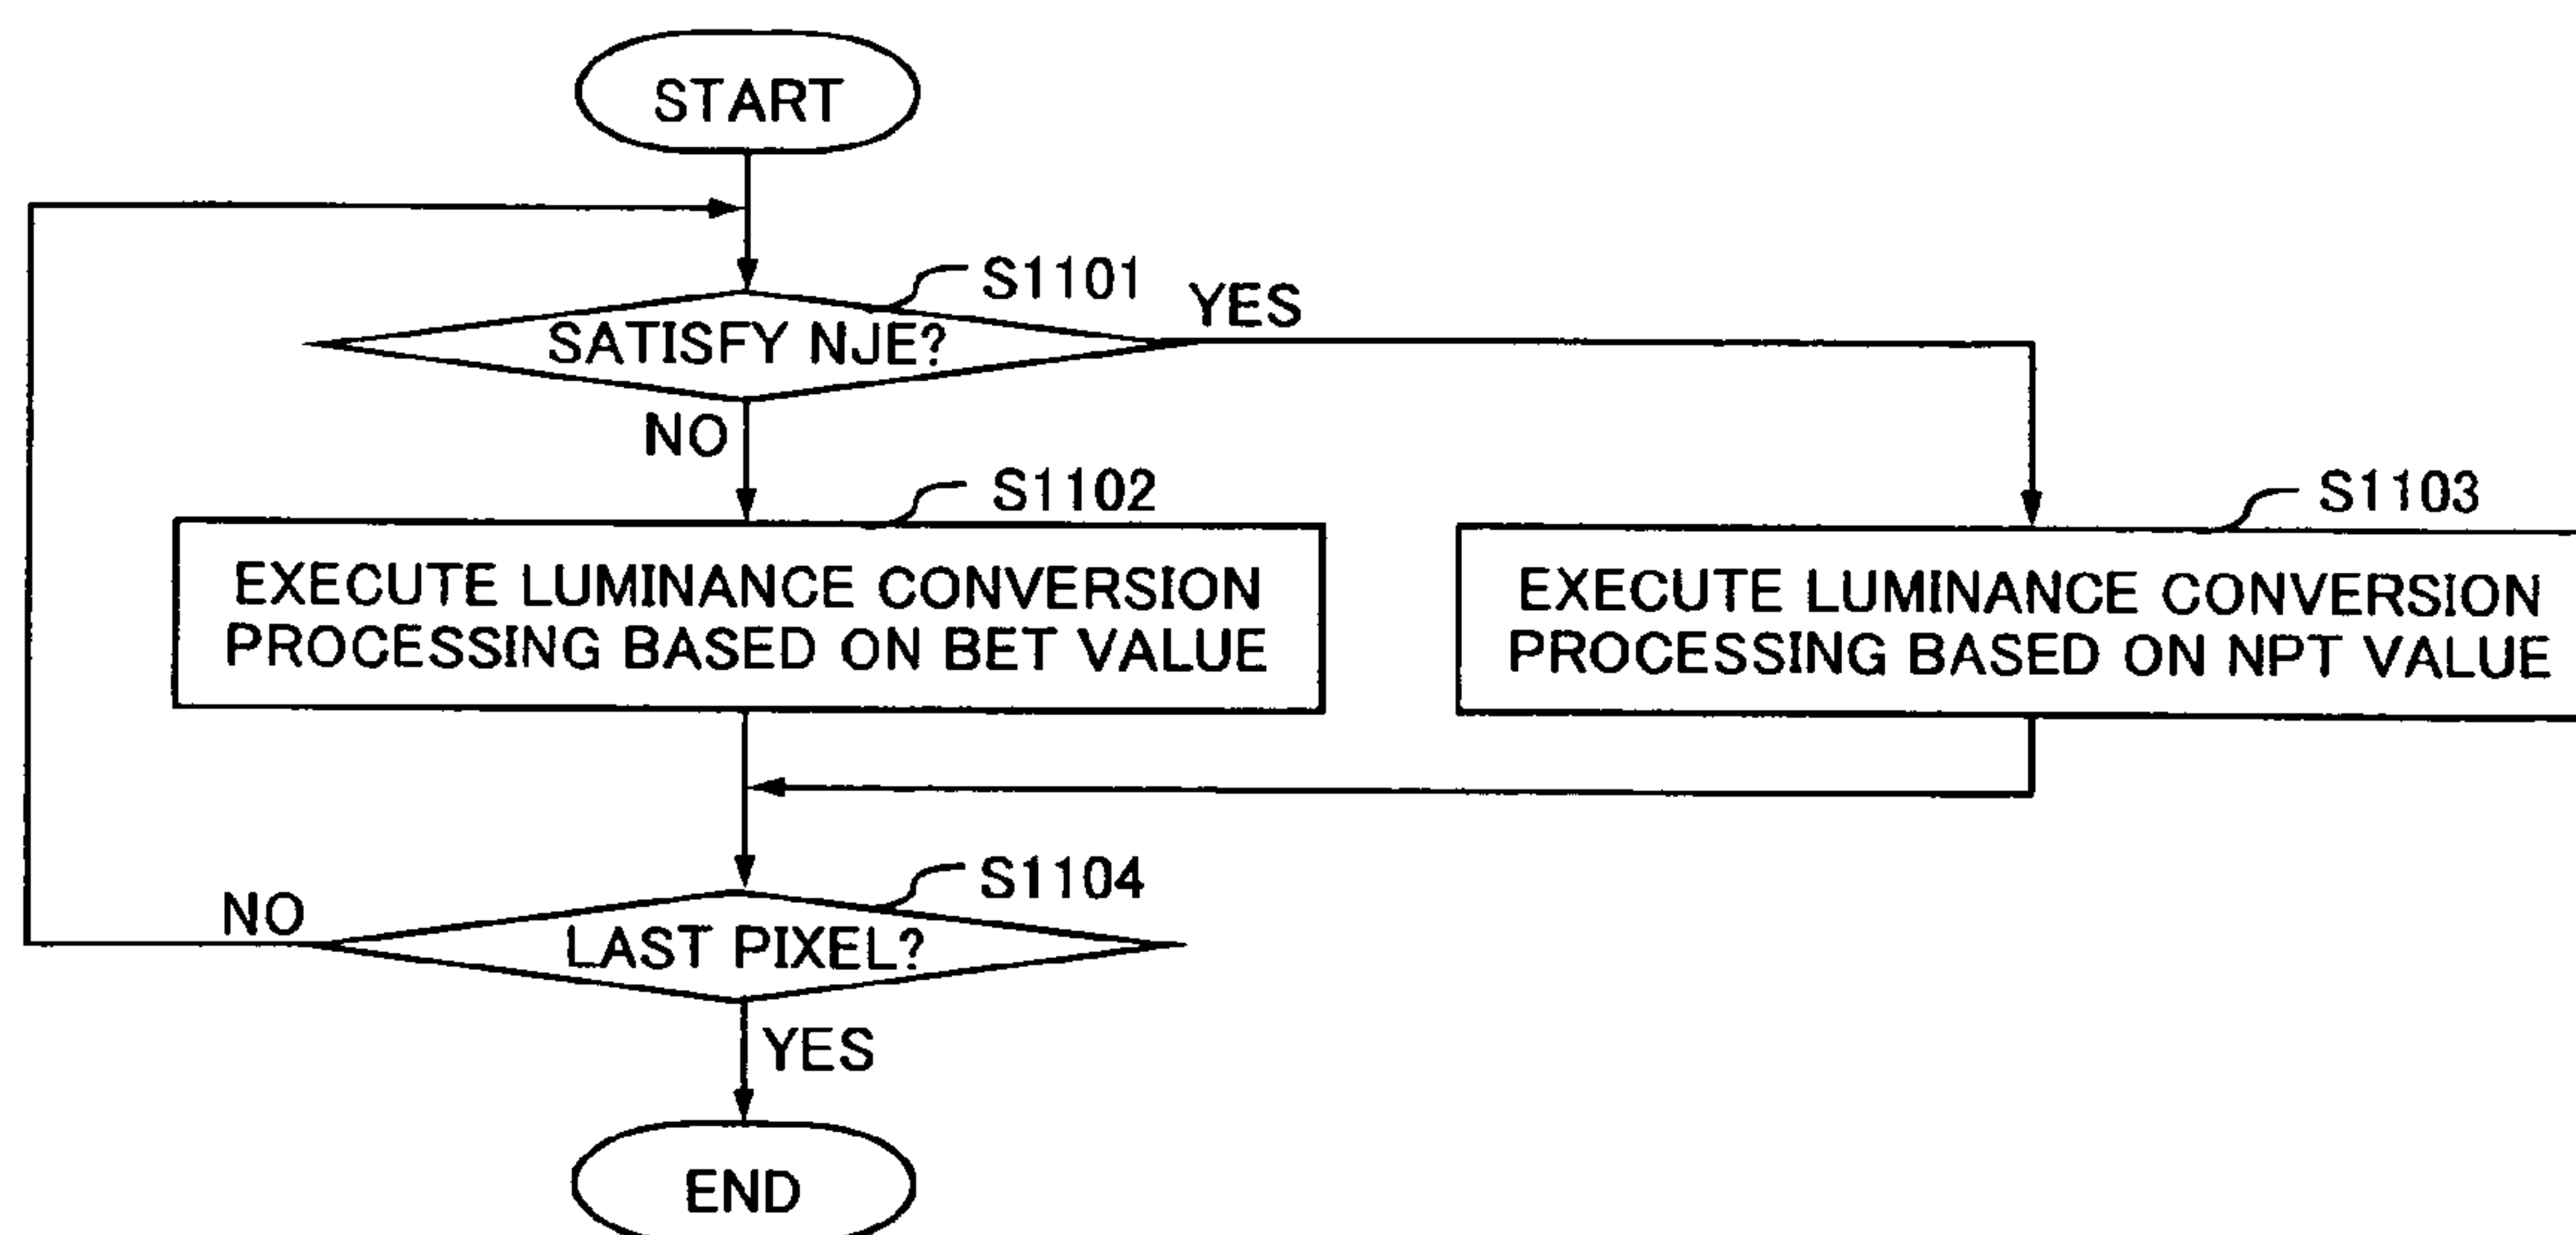 START
S1101
YES
SATISFY NJE?
NO
S1102
S1103
EXECUTE LUMINANCE CONVERSION
PROCESSING BASED ON BET VALUE
EXECUTE LUMINANCE CONVERSION
PROCESSING BASED ON NPT VALUE
S1104
NO
LAST PIXEL?
YES
END